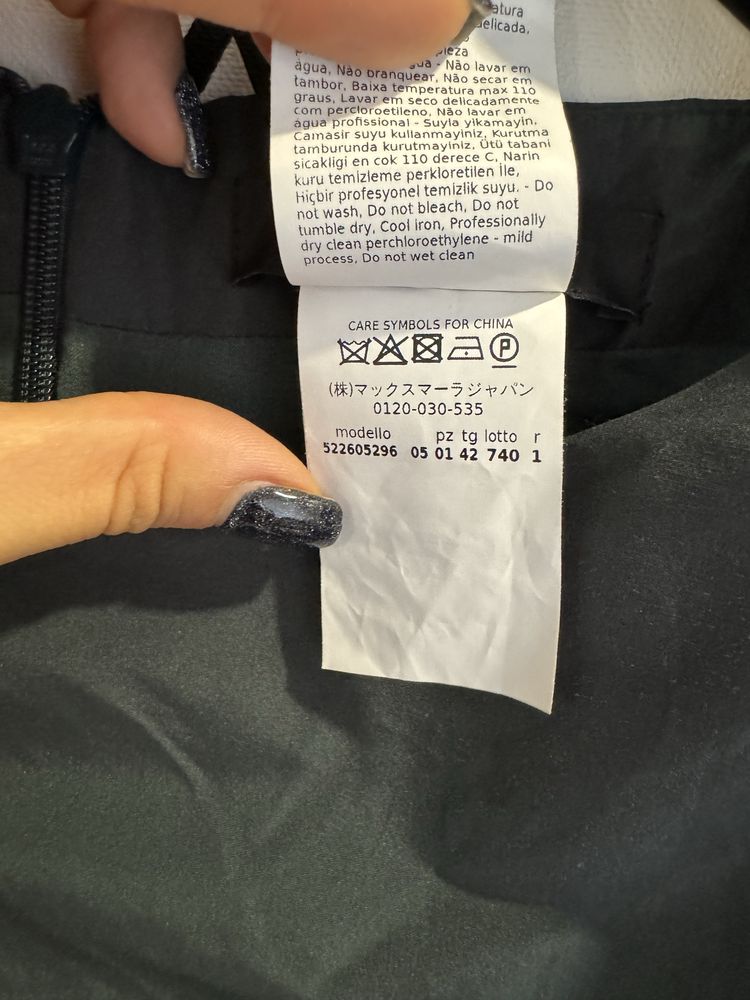 delicada,
água, Não branquear, Não lavar em
tambor, Baixa temperatura max 110
graus, Lavar em seco delicadamente
com percloroetileno, Não lavar em
água profissional - Suyla yikamayin,
Camasir suyu kullanmayiniz, Kurutma
tamburunda kurutmayiniz, Ütü tabani
sicakligi en cok 110 derece C, Narin
kuru temizleme perkloretilen İle,
Hiçbir profesyonel temizlik suyu. - Do
not wash, Do not bleach, Do not
tumble dry, Cool iron, Professionally
dry clean perchloroethylene - mild
process, Do not wet clean
CARE SYMBOLS FOR CHINA
P
(株)マックスマーラジャパン
0120-030-535
modello pz tg lotto r
522605296 05 01 42 740 1